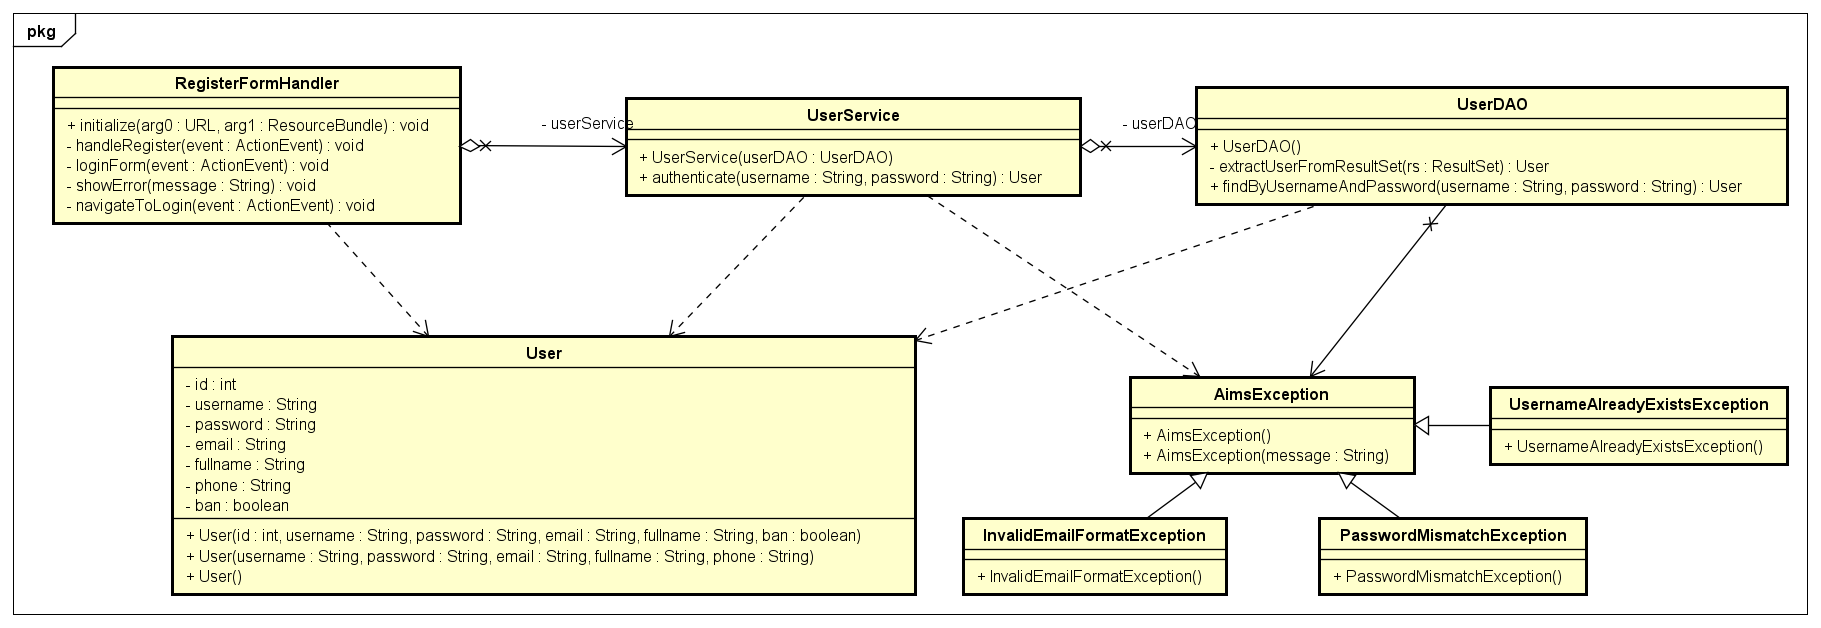 pkg
RegisterFormHandler
+ initialize(arg0 : URL, arg1 : ResourceBundle) : void
- handleRegister(event : ActionEvent) : void
- loginForm(event : ActionEvent) : void
- showError(message : String) : void
- navigateToLogin(event : ActionEvent) : void
- userService
UserService
+ UserService(userDAO : UserDAO)
+ authenticate(username : String, password : String) : User
- userDAO
UserDAO
+ UserDAO()
- extractUserFromResultSet(rs : ResultSet) : User
+ findByUsernameAndPassword(username : String, password : String) : User
User
- id : int
- username : String
- password : String
- email : String
- fullname : String
- phone : String
- ban : boolean
+ User(id : int, username : String, password : String, email : String, fullname : String, ban : boolean)
+ User(username : String, password : String, email : String, fullname : String, phone : String)
+ User()
AimsException
+ AimsException()
+ AimsException(message : String)
UsernameAlreadyExistsException
+ UsernameAlreadyExistsException()
InvalidEmailFormatException
+ InvalidEmailFormatException()
PasswordMismatchException
+ PasswordMismatchException()